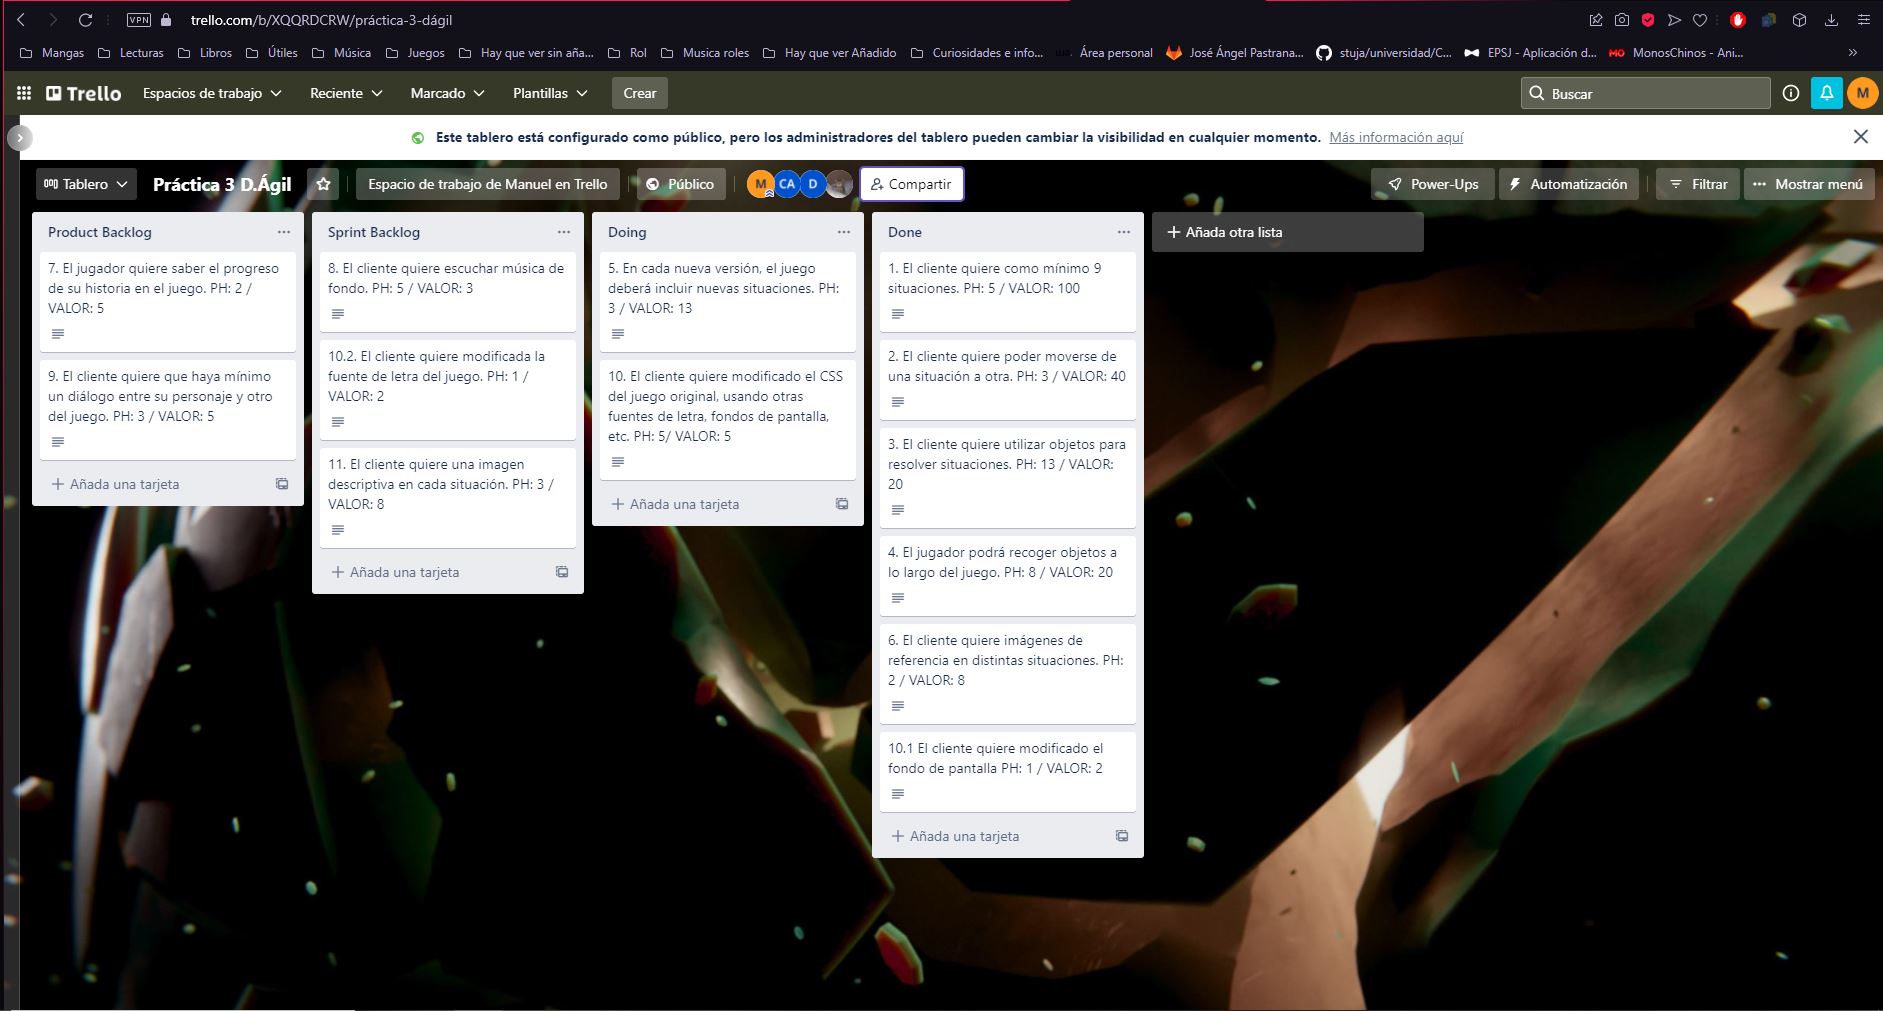 VPN trello.com/b/XQQRDCRW/práctica-3-dágil
Mangas Lecturas Libros Útiles Música Juegos Hay que ver sin aña... Rol Musica roles Hay que ver Añadido Curiosidades e info... Área personal José Ángel Pastrana... stuja/universidad/C... EPSJ - Aplicación d... MO MonosChinos - Ani... »
Trello Espacios de trabajo Reciente Marcado Plantillas Crear Buscar M
Este tablero está configurado como público, pero los administradores del tablero pueden cambiar la visibilidad en cualquier momento. Más información aquí
Tablero Práctica 3 D.Ágil Espacio de trabajo de Manuel en Trello Público M CA D Compartir Power-Ups Automatización Filtrar Mostrar menú
Product Backlog
7. El jugador quiere saber el progreso
de su historia en el juego. PH: 2 /
VALOR: 5
9. El cliente quiere que haya mínimo
un diálogo entre su personaje y otro
del juego. PH: 3 / VALOR: 5
Añada una tarjeta
Sprint Backlog
8. El cliente quiere escuchar música de
fondo. PH: 5 / VALOR: 3
10.2. El cliente quiere modificada la
fuente de letra del juego. PH: 1 /
VALOR: 2
11. El cliente quiere una imagen
descriptiva en cada situación. PH: 3 /
VALOR: 8
Añada una tarjeta
Doing
5. En cada nueva versión, el juego
deberá incluir nuevas situaciones. PH:
3 / VALOR: 13
10. El cliente quiere modificado el CSS
del juego original, usando otras
fuentes de letra, fondos de pantalla,
etc. PH: 5/ VALOR: 5
Añada una tarjeta
Done
1. El cliente quiere como mínimo 9
situaciones. PH: 5 / VALOR: 100
2. El cliente quiere poder moverse de
una situación a otra. PH: 3 / VALOR: 40
3. El cliente quiere utilizar objetos para
resolver situaciones. PH: 13 / VALOR:
20
4. El jugador podrá recoger objetos a
lo largo del juego. PH: 8 / VALOR: 20
6. El cliente quiere imágenes de
referencia en distintas situaciones. PH:
2 / VALOR: 8
10.1 El cliente quiere modificado el
fondo de pantalla PH: 1 / VALOR: 2
Añada una tarjeta
Añada otra lista